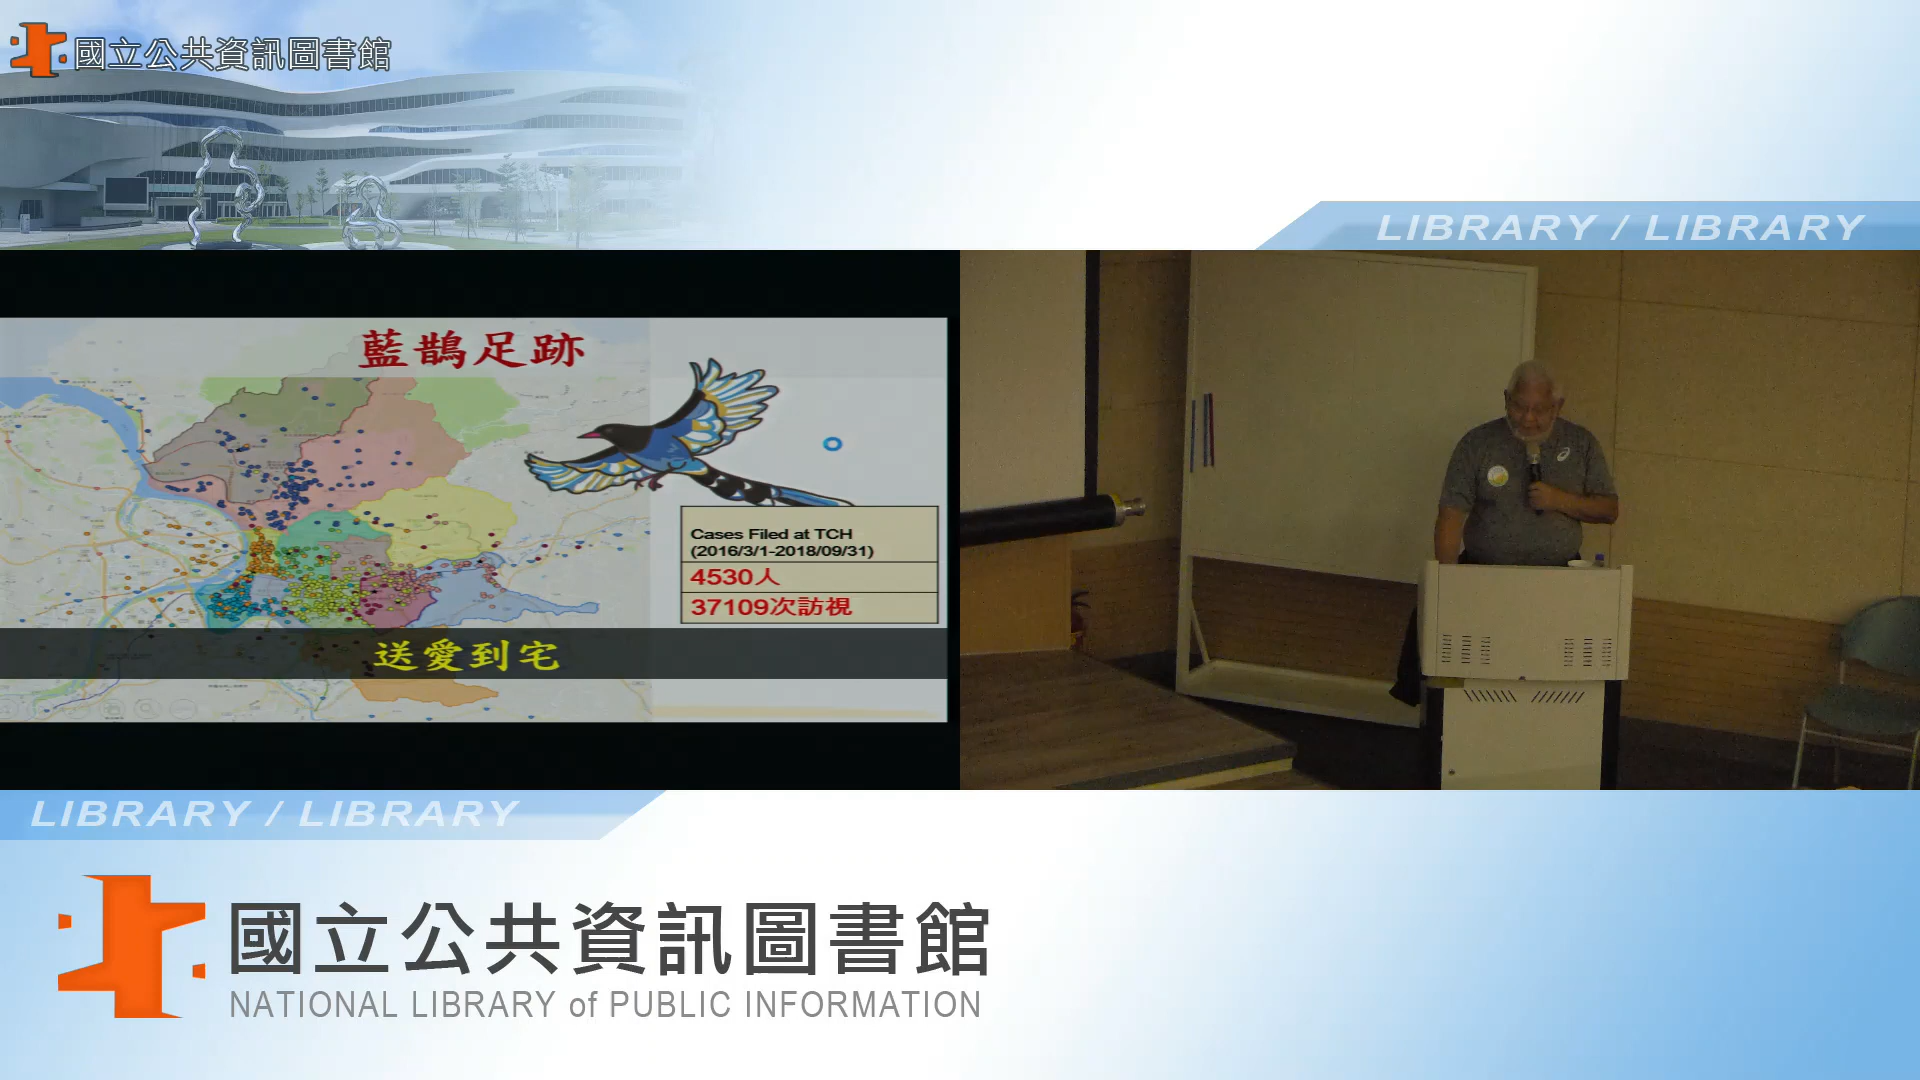 國立公共資訊圖書館
LIBRARY / LIBRARY
藍鵲足跡
Cases Filed at TCH
(2016/3/1-2018/09/31)
4530人
37109次訪視
送愛到宅
LIBRARY / LIBRARY
國立公共資訊圖書館
NATIONAL LIBRARY of PUBLIC INFORMATION